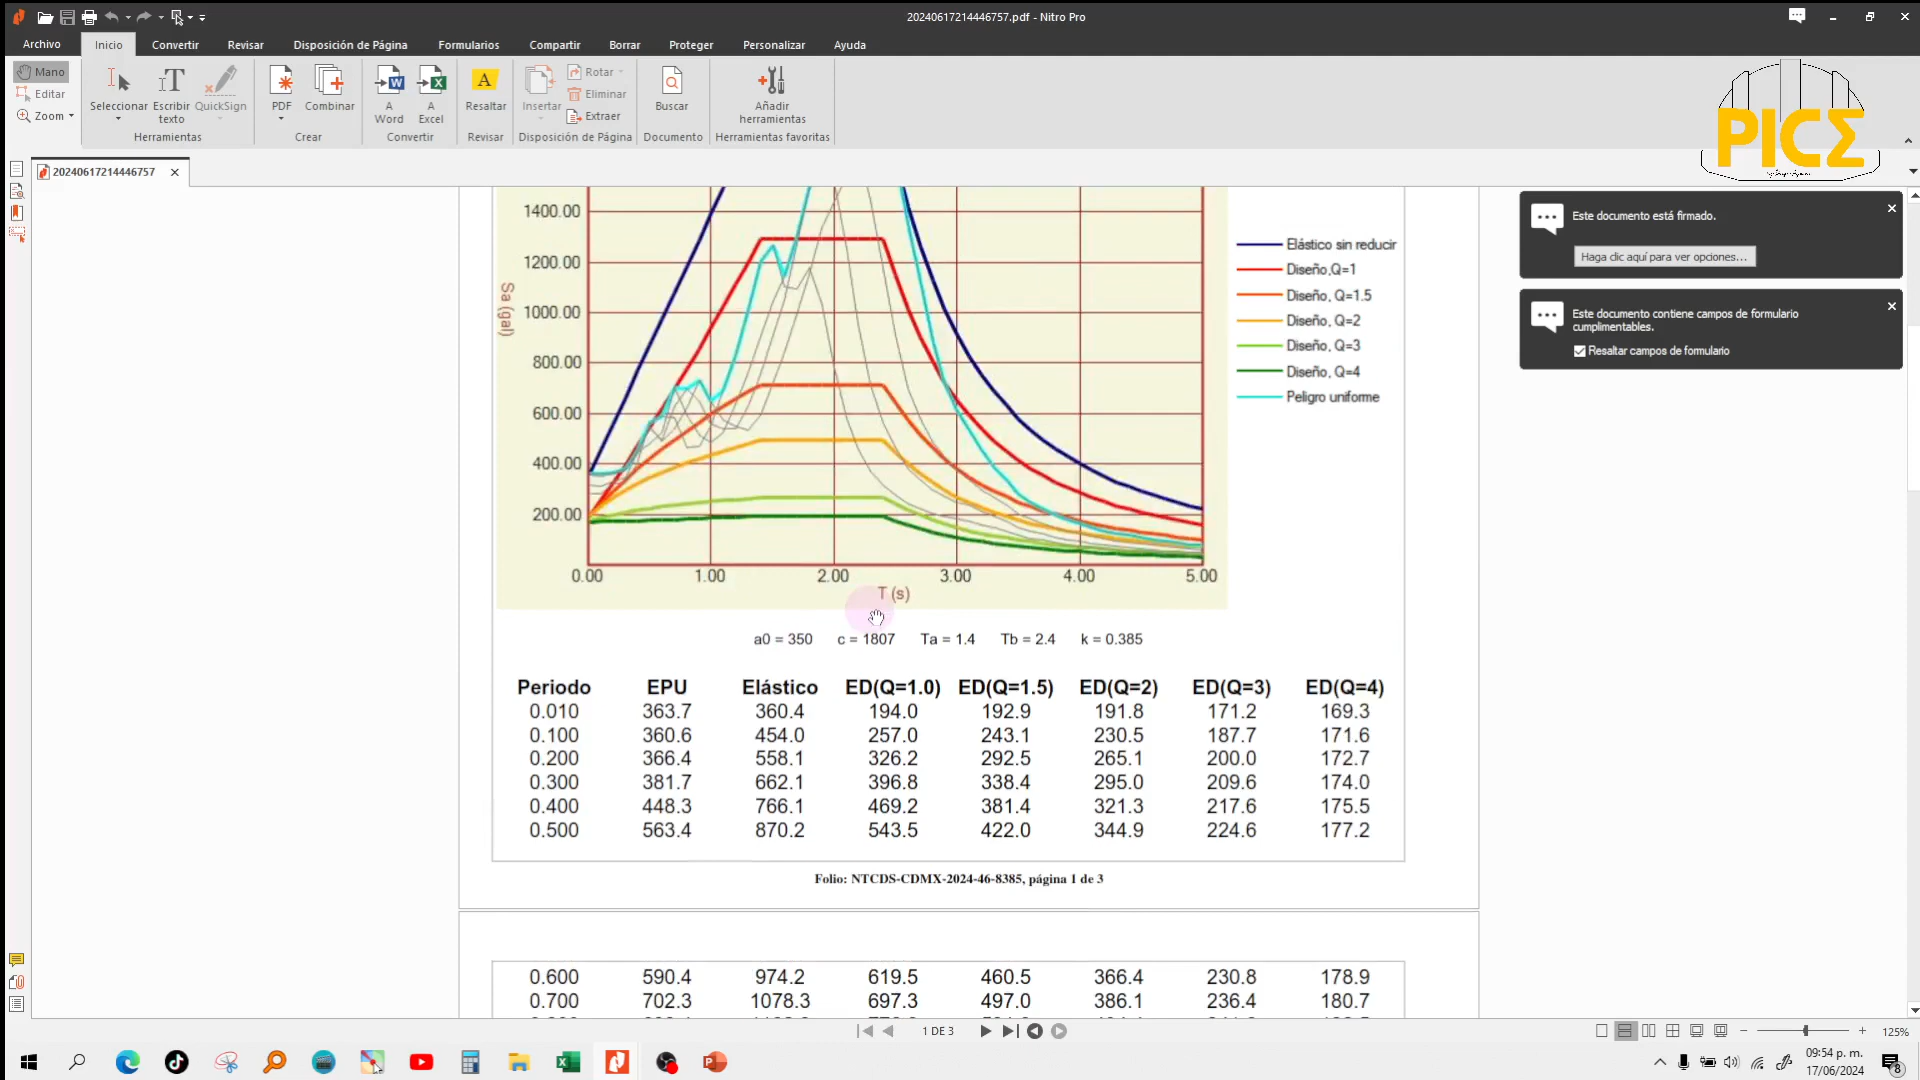 20240617214446757.pdf - Nitro Pro
Archivo Inicio Convertir Revisar Disposición de Página Formularios Compartir Borrar Proteger Personalizar Ayuda
Mano
Editar
Zoom
Seleccionar
Escribir texto
QuickSign
Herramientas
PDF
Combinar
Crear
A Word
A Excel
Convertir
Resaltar
Revisar
Insertar
Rotar
Eliminar
Extraer
Disposición de Página
Buscar
Documento
Añadir herramientas
Herramientas favoritas
PICΣ
20240617214446757
Este documento está firmado.
Haga clic aquí para ver opciones...
Este documento contiene campos de formulario cumplimentables.
Resaltar campos de formulario
1400.00
1200.00
1000.00
800.00
600.00
400.00
200.00
Sa (gal)
0.00 1.00 2.00 3.00 4.00 5.00
T (s)
Elástico sin reducir
Diseño,Q=1
Diseño, Q=1.5
Diseño, Q=2
Diseño, Q=3
Diseño, Q=4
Peligro uniforme
a0 = 350 c = 1807 Ta = 1.4 Tb = 2.4 k = 0.385
Periodo EPU Elástico ED(Q=1.0) ED(Q=1.5) ED(Q=2) ED(Q=3) ED(Q=4)
0.010 363.7 360.4 194.0 192.9 191.8 171.2 169.3
0.100 360.6 454.0 257.0 243.1 230.5 187.7 171.6
0.200 366.4 558.1 326.2 292.5 265.1 200.0 172.7
0.300 381.7 662.1 396.8 338.4 295.0 209.6 174.0
0.400 448.3 766.1 469.2 381.4 321.3 217.6 175.5
0.500 563.4 870.2 543.5 422.0 344.9 224.6 177.2
Folio: NTCDS-CDMX-2024-46-8385, página 1 de 3
0.600 590.4 974.2 619.5 460.5 366.4 230.8 178.9
0.700 702.3 1078.3 697.3 497.0 386.1 236.4 180.7
1 DE 3
125%
09:54 p. m.
17/06/2024
8